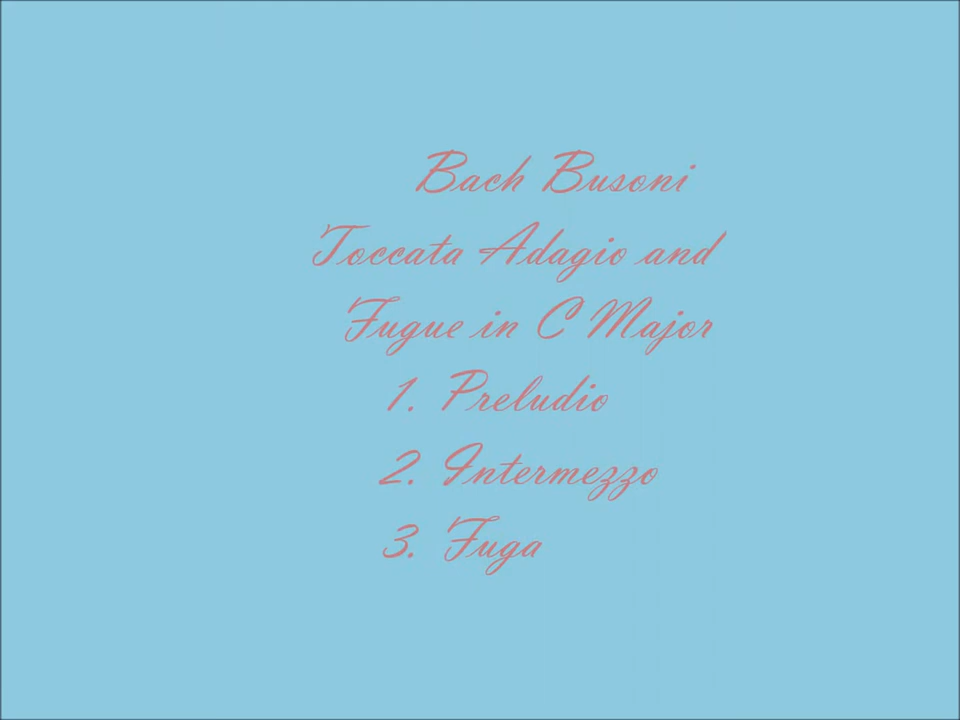 Bach Busoni
Toccata Adagio and
Fugue in C Major
1. Preludio
2. Intermezzo
3. Fuga